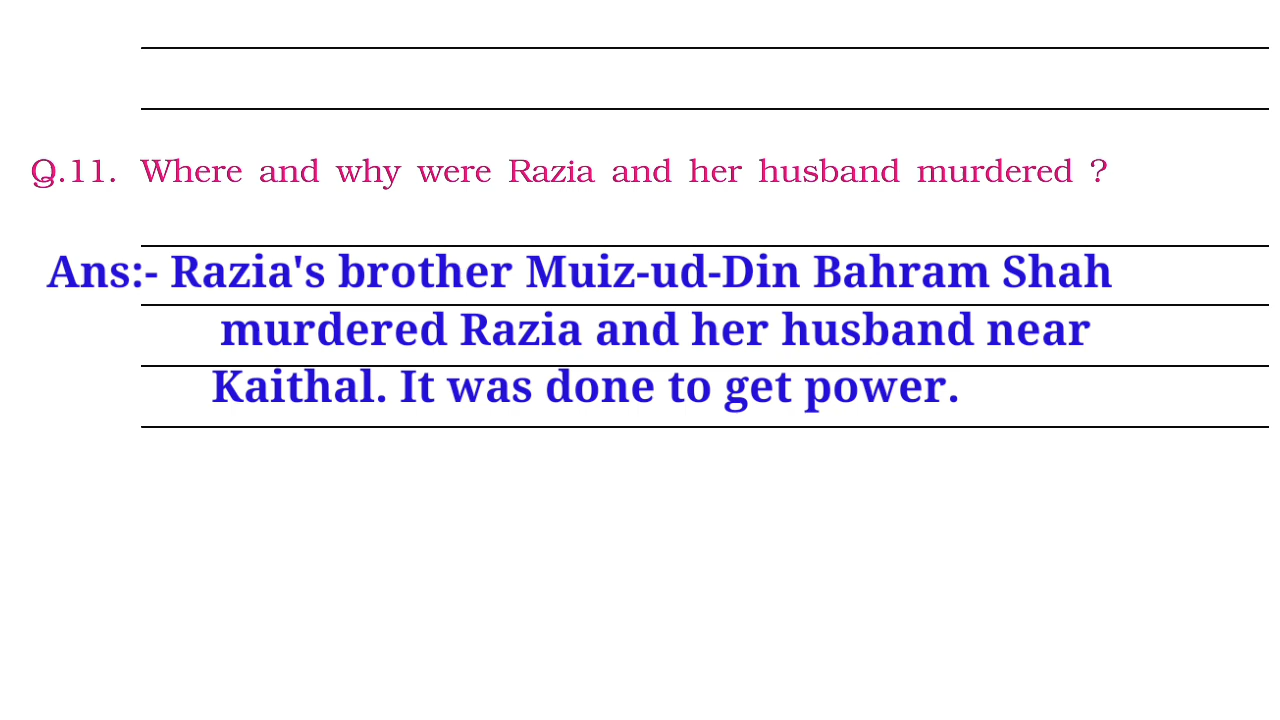 Q.11. Where and why were Razia and her husband murdered ?
Ans:- Razia's brother Muiz-ud-Din Bahram Shah
murdered Razia and her husband near
Kaithal. It was done to get power.